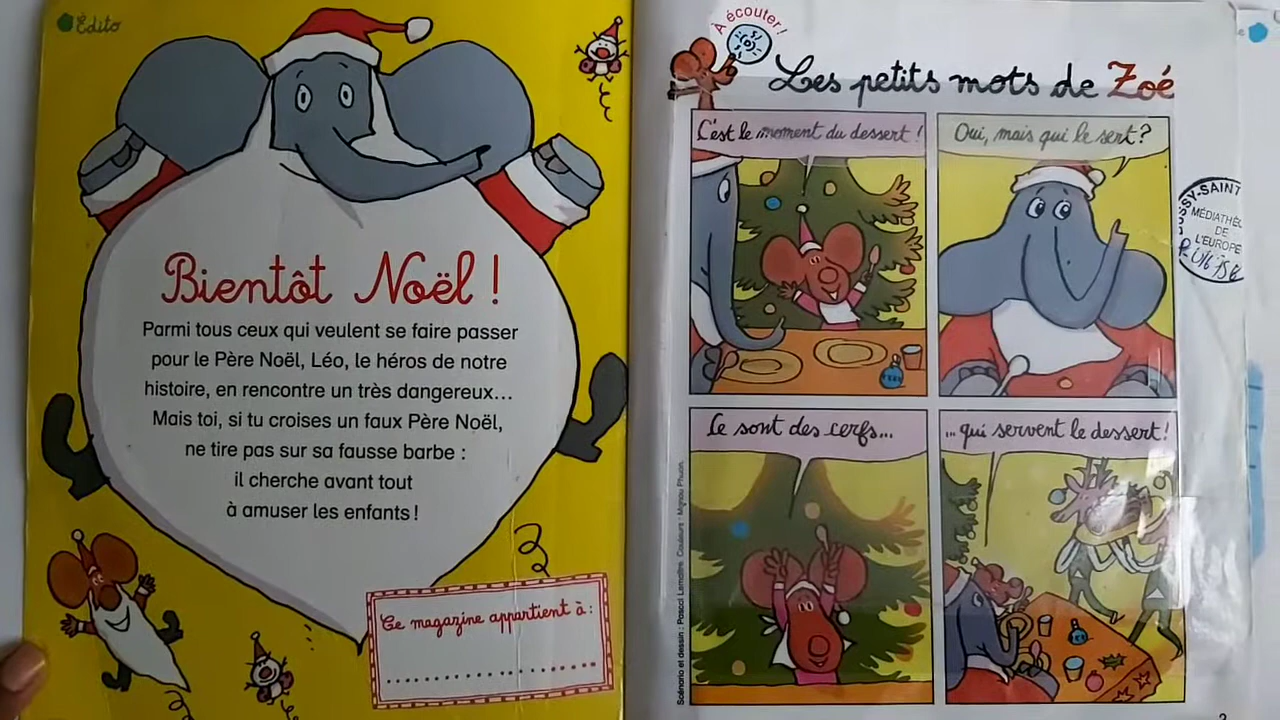 Édito
Bientôt Noël !
Parmi tous ceux qui veulent se faire passer
pour le Père Noël, Léo, le héros de notre
histoire, en rencontre un très dangereux...
Mais toi, si tu croises un faux Père Noël,
ne tire pas sur sa fausse barbe :
il cherche avant tout
à amuser les enfants !
Ce magazine appartient à :
À écouter !
Les petits mots de Zoé
C'est le moment du dessert !
Oui, mais qui le sert ?
Ce sont des cerfs...
...qui servent le dessert !
Scénario et dessin : Pascal Lemaître. Couleurs : Mignou Phuon.
SSY-SAINT
MÉDIATHÈ
DE
L'EUROPE